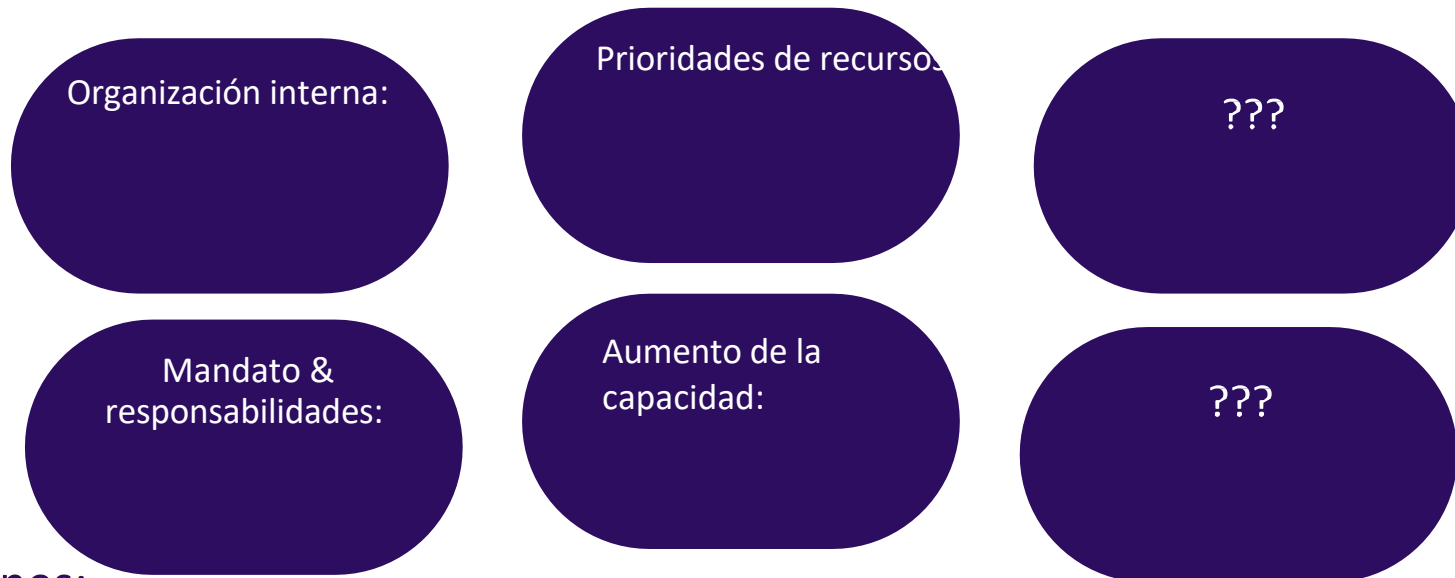 Organización interna:
Prioridades de recursos
???
Mandato &
responsabilidades:
Aumento de la
capacidad:
???